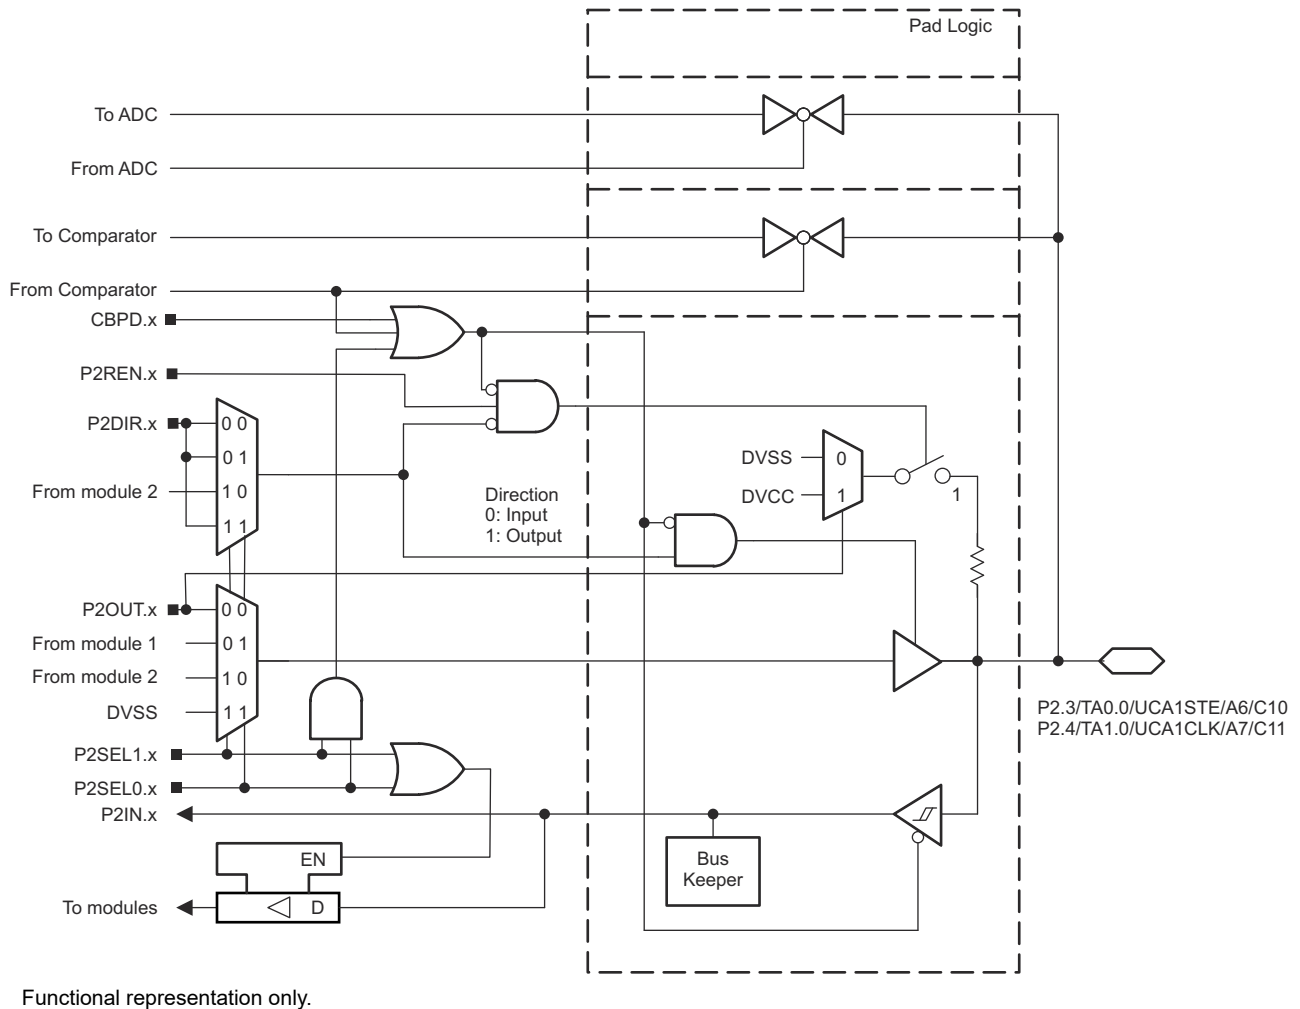 Pad Logic
To ADC
From ADC
To Comparator
From Comparator
CBPD.x
P2REN.x
P2DIR.x
0 0
0 1
From module 2
1 0
1 1
Direction
0: Input
1: Output
DVSS
0
DVCC
1
1
P2OUT.x
0 0
From module 1
0 1
From module 2
1 0
DVSS
1 1
P2.3/TA0.0/UCA1STE/A6/C10
P2.4/TA1.0/UCA1CLK/A7/C11
P2SEL1.x
P2SEL0.x
P2IN.x
EN
Bus
Keeper
To modules
D
Functional representation only.